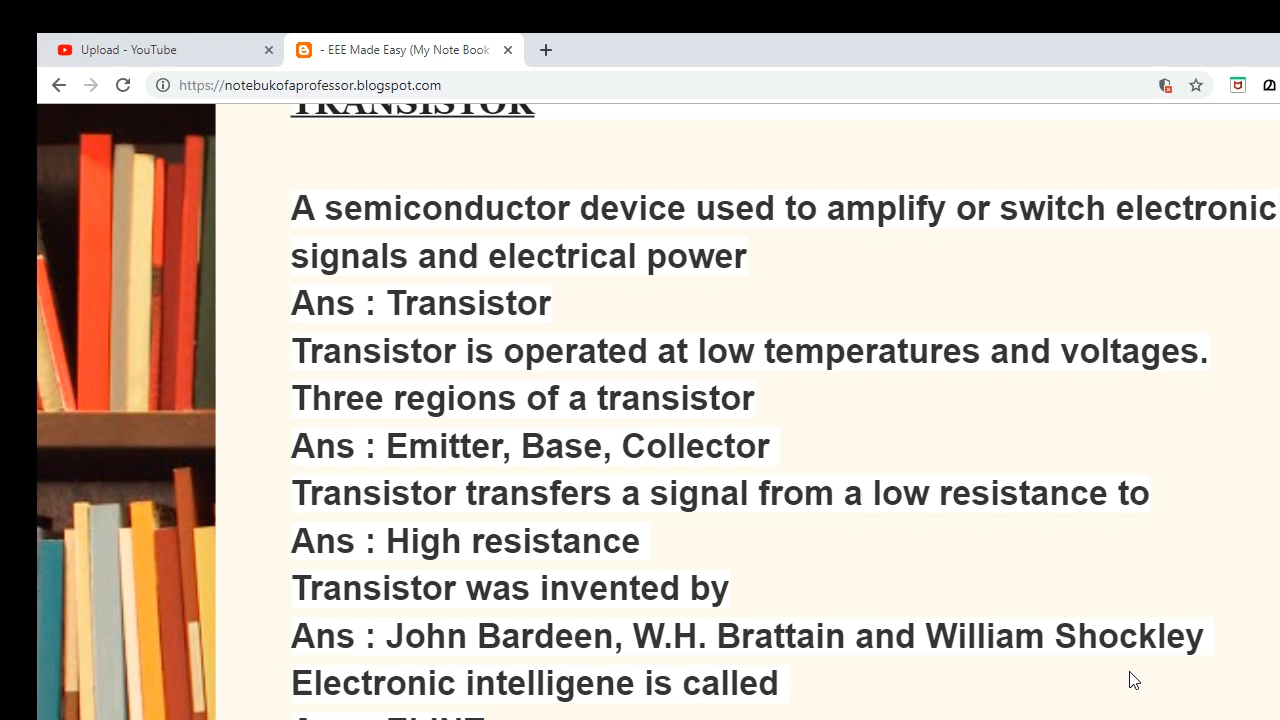 Upload - YouTube
- EEE Made Easy (My Note Book
https://notebukofaprofessor.blogspot.com
TRANSISTOR
A semiconductor device used to amplify or switch electronic
signals and electrical power
Ans : Transistor
Transistor is operated at low temperatures and voltages.
Three regions of a transistor
Ans : Emitter, Base, Collector
Transistor transfers a signal from a low resistance to
Ans : High resistance
Transistor was invented by
Ans : John Bardeen, W.H. Brattain and William Shockley
Electronic intelligene is called